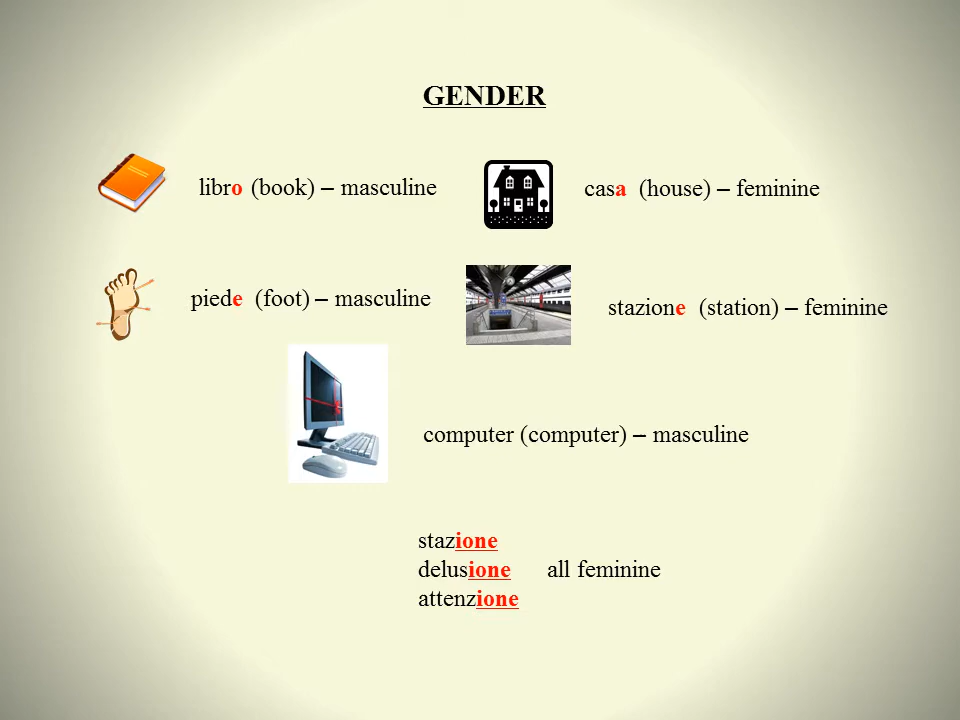 GENDER
libro (book) – masculine
casa (house) – feminine
piede (foot) – masculine
stazione (station) – feminine
computer (computer) – masculine
stazione
delusione all feminine
attenzione